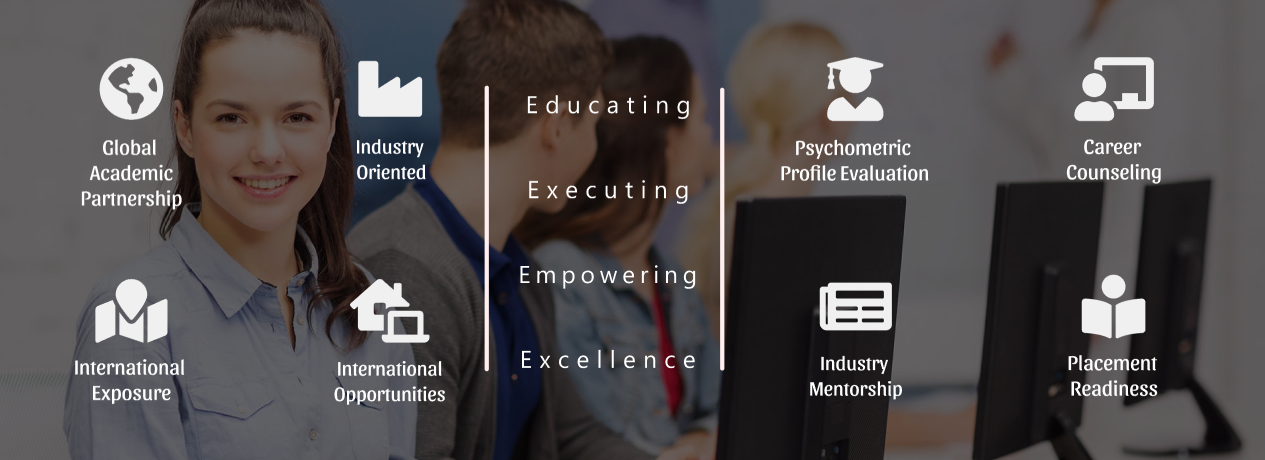 Global
Academic
Partnership
Industry
Oriented
International
Exposure
International
Opportunities
Educating
Executing
Empowering
Excellence
Psychometric
Profile Evaluation
Career
Counseling
Industry
Mentorship
Placement
Readiness